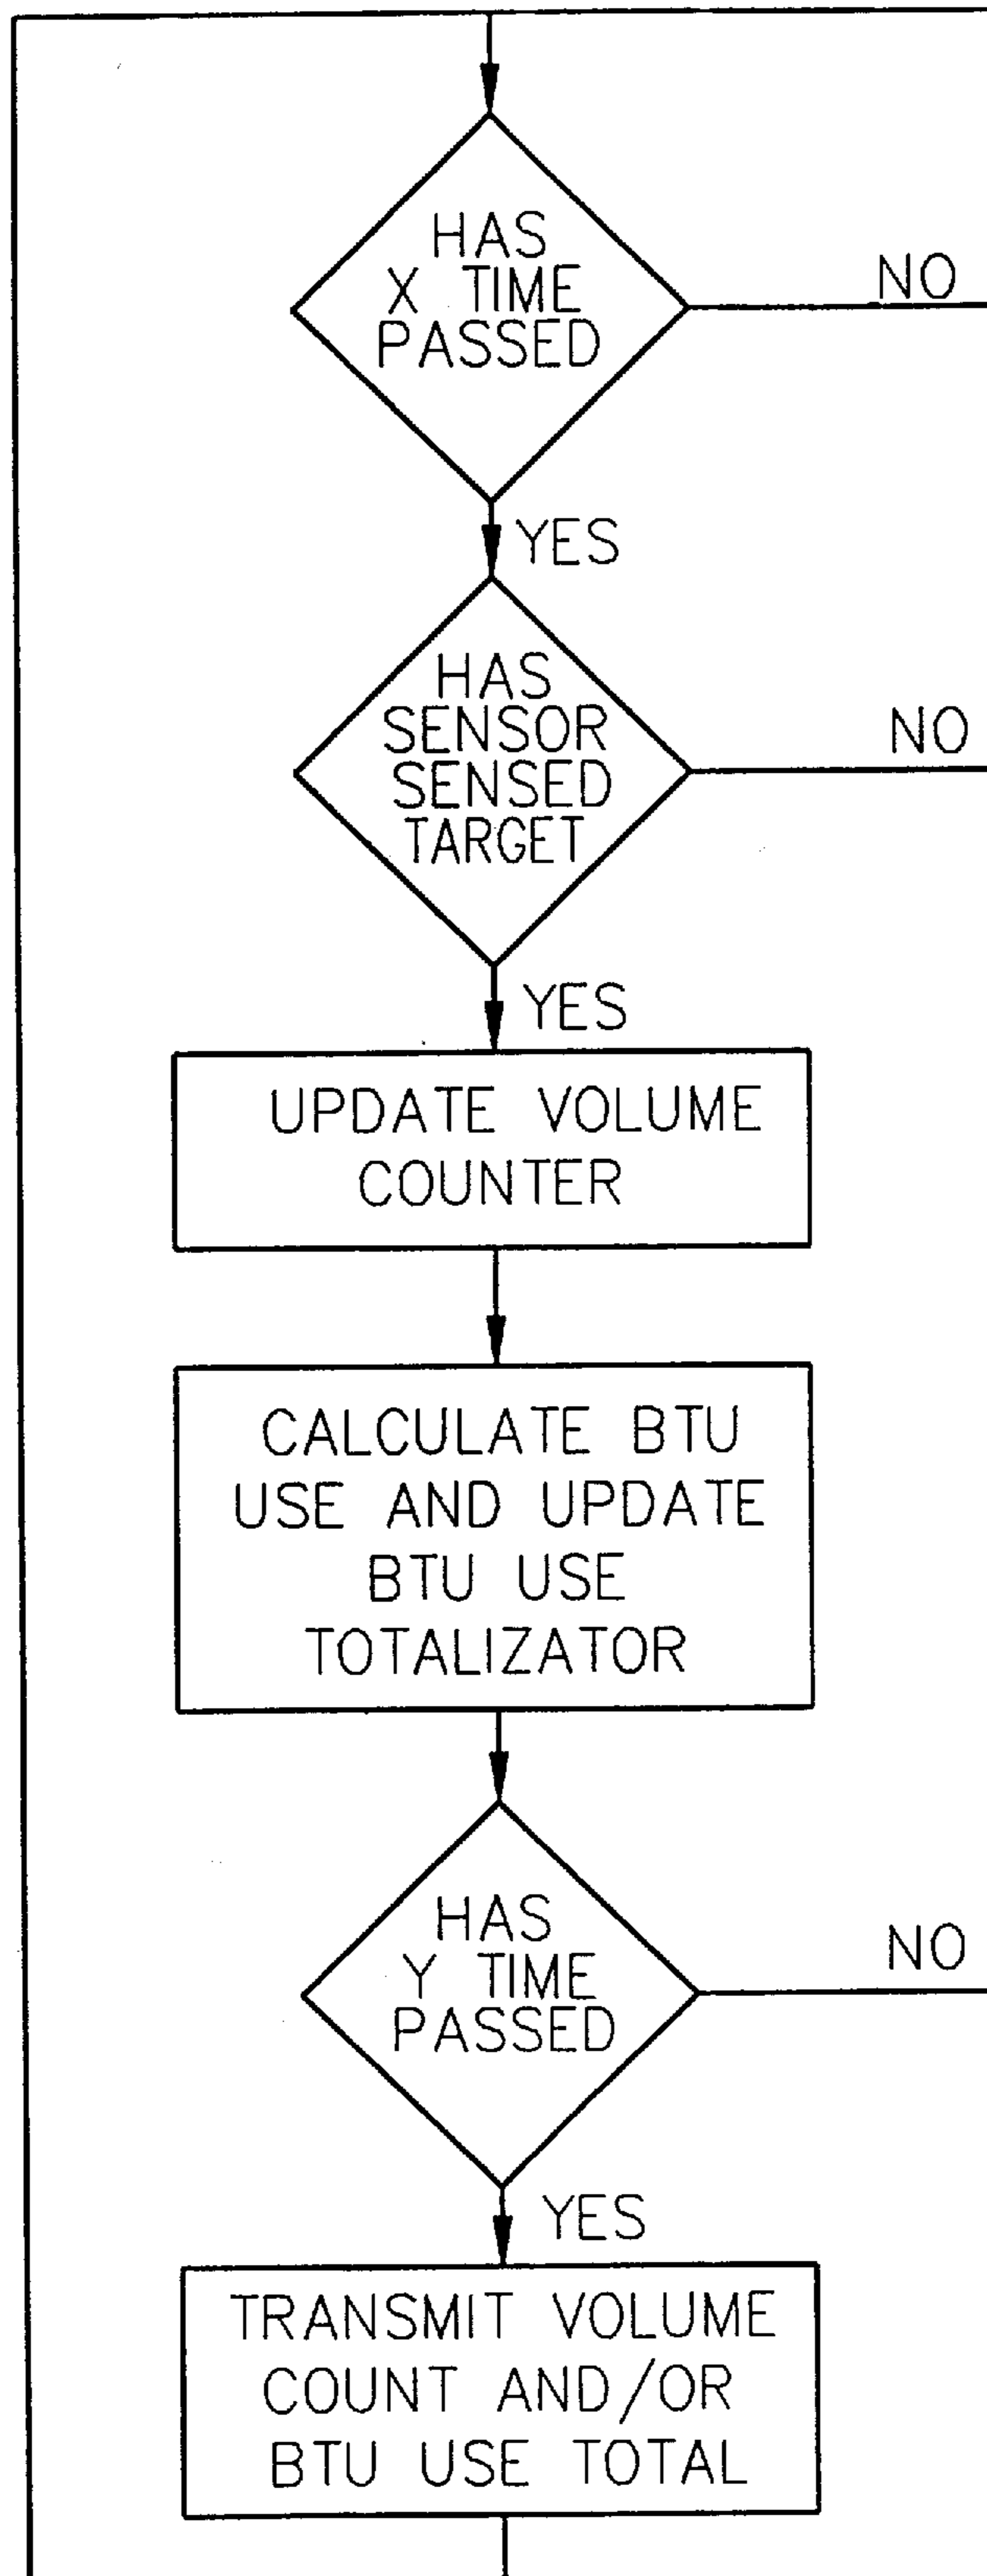 HAS
X TIME
PASSED
NO
YES
HAS
SENSOR
SENSED
TARGET
NO
YES
UPDATE VOLUME
COUNTER
CALCULATE BTU
USE AND UPDATE
BTU USE
TOTALIZATOR
HAS
Y TIME
PASSED
NO
YES
TRANSMIT VOLUME
COUNT AND/OR
BTU USE TOTAL